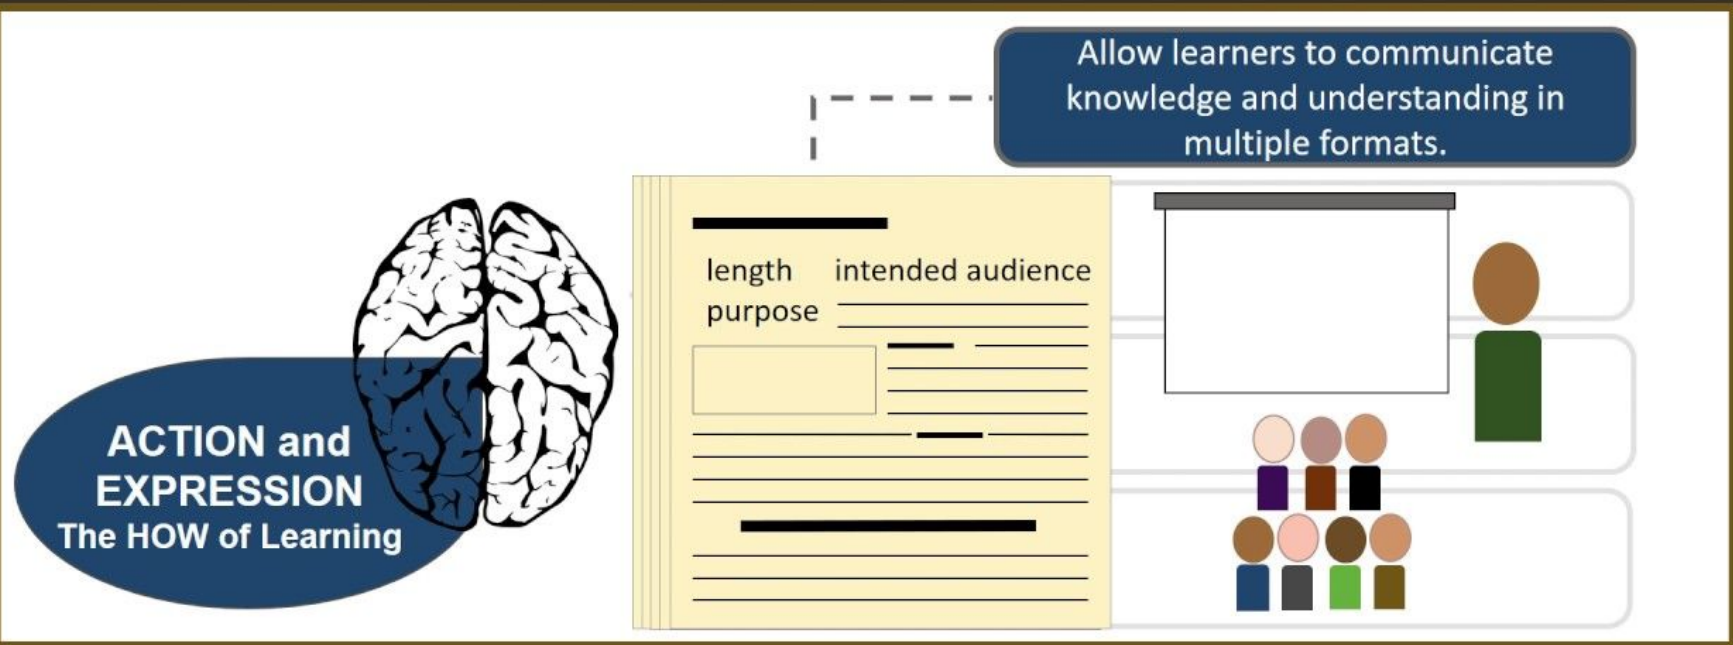 Allow learners to communicate
knowledge and understanding in
multiple formats.
length intended audience
purpose
ACTION and
EXPRESSION
The HOW of Learning